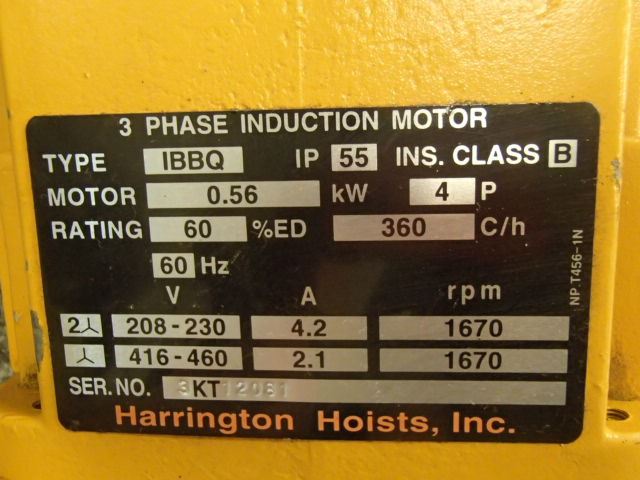 3 PHASE INDUCTION MOTOR
TYPE IBBQ IP 55 INS. CLASS B
MOTOR 0.56 kW 4 P
RATING 60 %ED 360 C/h
60 Hz
V A rpm
2 208-230 4.2 1670
416-460 2.1 1670
SER. NO. 3KT12061
Harrington Hoists, Inc.
NP.T456-1N